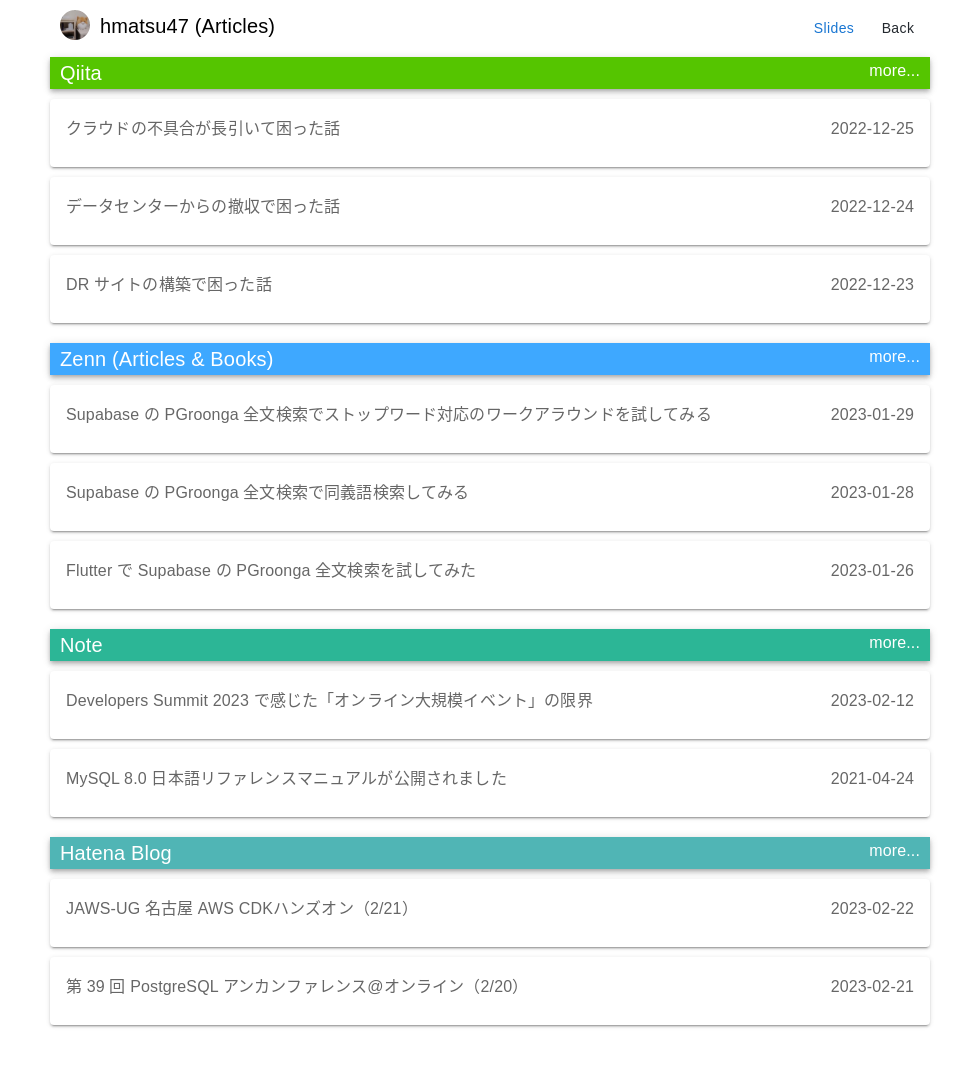 hmatsu47 (Articles)
Slides Back
Qiita more...
クラウドの不具合が長引いて困った話 2022-12-25
データセンターからの撤収で困った話 2022-12-24
DR サイトの構築で困った話 2022-12-23
Zenn (Articles & Books) more...
Supabase の PGroonga 全文検索でストップワード対応のワークアラウンドを試してみる 2023-01-29
Supabase の PGroonga 全文検索で同義語検索してみる 2023-01-28
Flutter で Supabase の PGroonga 全文検索を試してみた 2023-01-26
Note more...
Developers Summit 2023 で感じた「オンライン大規模イベント」の限界 2023-02-12
MySQL 8.0 日本語リファレンスマニュアルが公開されました 2021-04-24
Hatena Blog more...
JAWS-UG 名古屋 AWS CDKハンズオン（2/21） 2023-02-22
第 39 回 PostgreSQL アンカンファレンス@オンライン（2/20） 2023-02-21